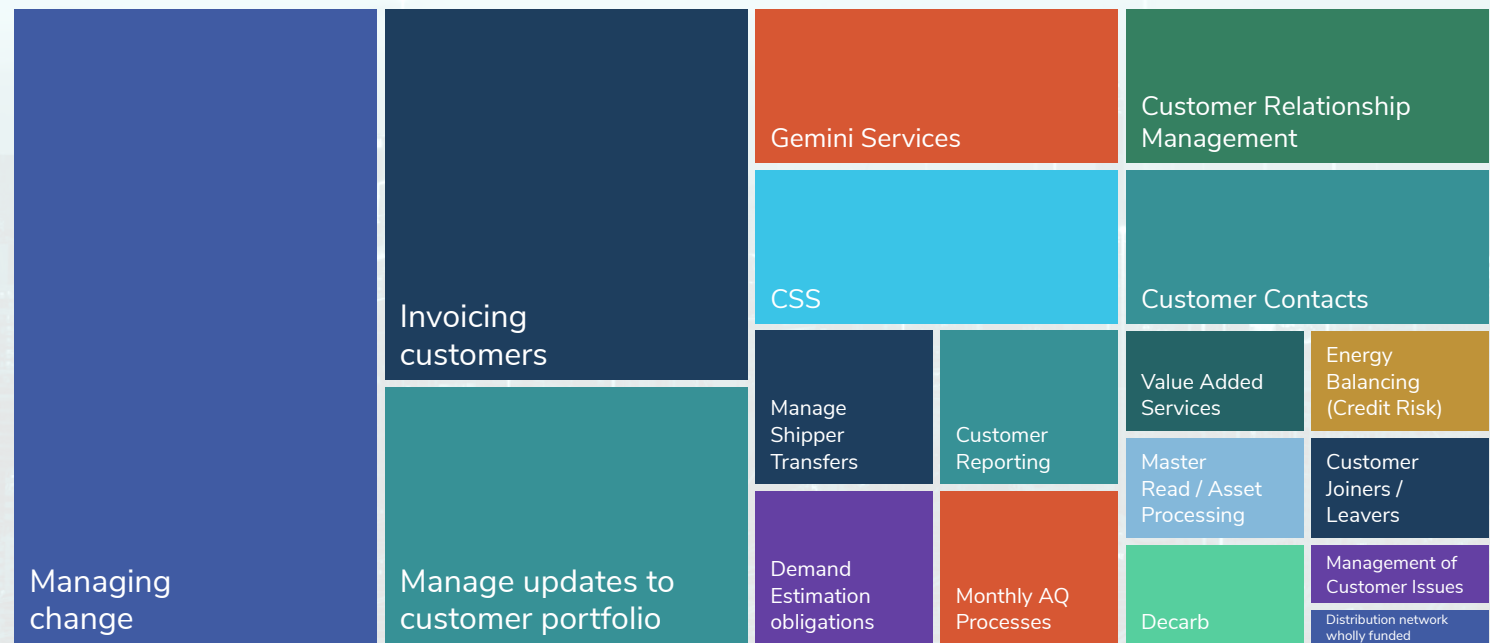 Managing
change
Invoicing
customers
Manage updates to
customer portfolio
Gemini Services
CSS
Manage
Shipper
Transfers
Customer
Reporting
Demand
Estimation
obligations
Monthly AQ
Processes
Customer Relationship
Management
Customer Contacts
Value Added
Services
Energy
Balancing
(Credit Risk)
Master
Read / Asset
Processing
Customer
Joiners /
Leavers
Decarb
Management of
Customer Issues
Distribution network
wholly funded